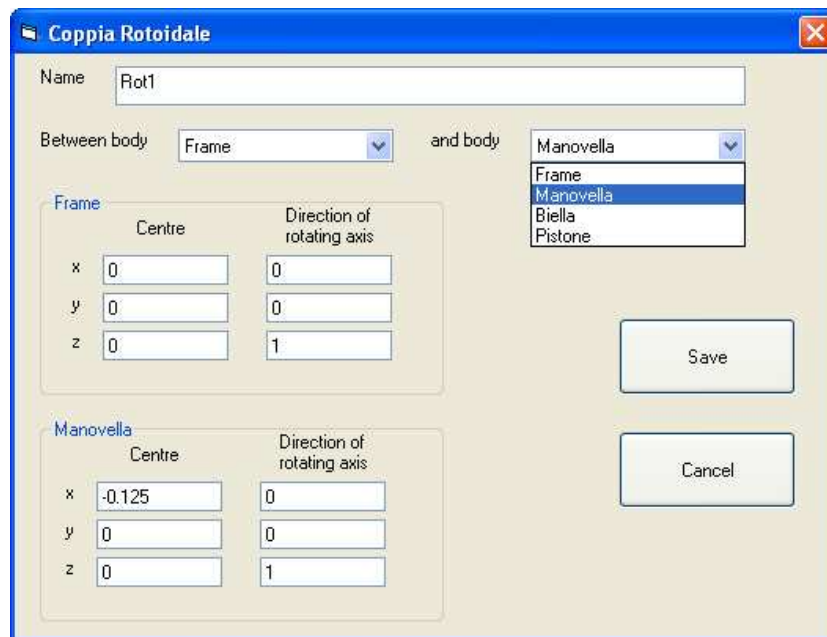 Coppia Rotoidale
Name Rot1
Between body Frame and body Manovella
Frame
Manovella
Biella
Pistone
Frame
Centre Direction of rotating axis
x 0 0
y 0 0
z 0 1
Save
Manovella
Centre Direction of rotating axis
x -0.125 0
y 0 0
z 0 1
Cancel